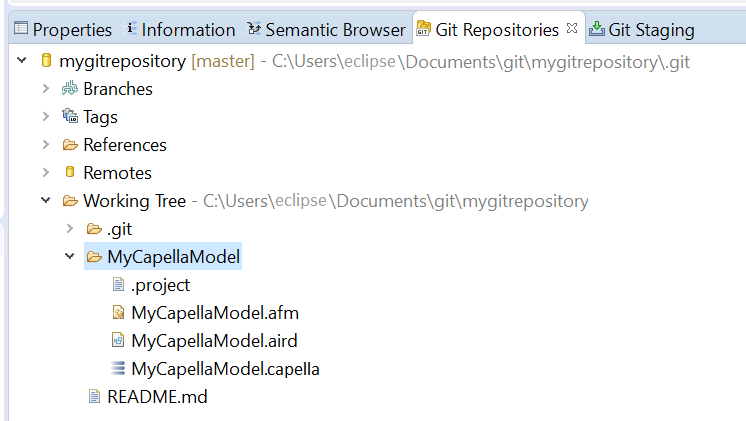 Properties Information Semantic Browser Git Repositories Git Staging
mygitrepository [master] - C:\Users\eclipse\Documents\git\mygitrepository\.git
Branches
Tags
References
Remotes
Working Tree - C:\Users\eclipse\Documents\git\mygitrepository
.git
MyCapellaModel
.project
MyCapellaModel.afm
MyCapellaModel.aird
MyCapellaModel.capella
README.md